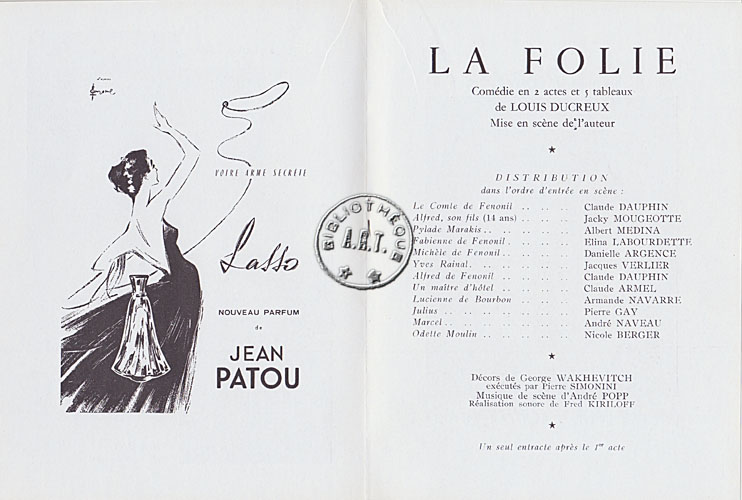 VOTRE ARME SECRÈTE
Lasso
NOUVEAU PARFUM
de
JEAN
PATOU
BIBLIOTHÈQUE
A.R.T.
LA FOLIE
Comédie en 2 actes et 5 tableaux
de LOUIS DUCREUX
Mise en scène de l'auteur
DISTRIBUTION
dans l'ordre d'entrée en scène :
Le Comte de Fenonil .. .. .. Claude DAUPHIN
Alfred, son fils (14 ans) .. .. .. Jacky MOUGEOTTE
Pylade Marakis .. .. .. .. Albert MEDINA
Fabienne de Fenonil . .. .. .. Elina LABOURDETTE
Michèle de Fenonil .. .. .. .. Danielle ARGENCE
Yves Rainal. .. .. .. .. .. Jacques VERLIER
Alfred de Fenonil .. .. .. .. Claude DAUPHIN
Un maître d'hôtel .. .. .. .. Claude ARMEL
Lucienne de Bourbon .. .. .. Armande NAVARRE
Julius .. .. .. .. .. .. Pierre GAY
Marcel .. .. .. .. .. .. André NAVEAU
Odette Moulin .. .. .. .. .. Nicole BERGER
Décors de George WAKHEVITCH
exécutés par Pierre SIMONINI
Musique de scène d'André POPP
Réalisation sonore de Fred KIRILOFF
Un seul entracte après le 1er acte